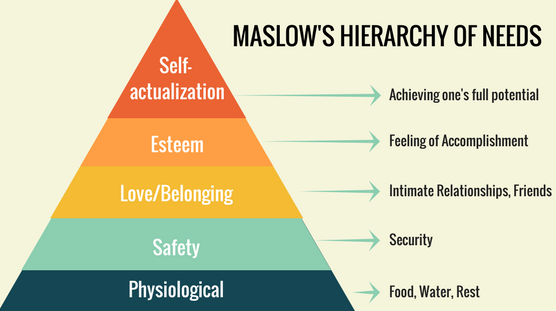 MASLOW'S HIERARCHY OF NEEDS
Self-
actualization
Achieving one's full potential
Esteem
Feeling of Accomplishment
Love/Belonging
Intimate Relationships, Friends
Safety
Security
Physiological
Food, Water, Rest